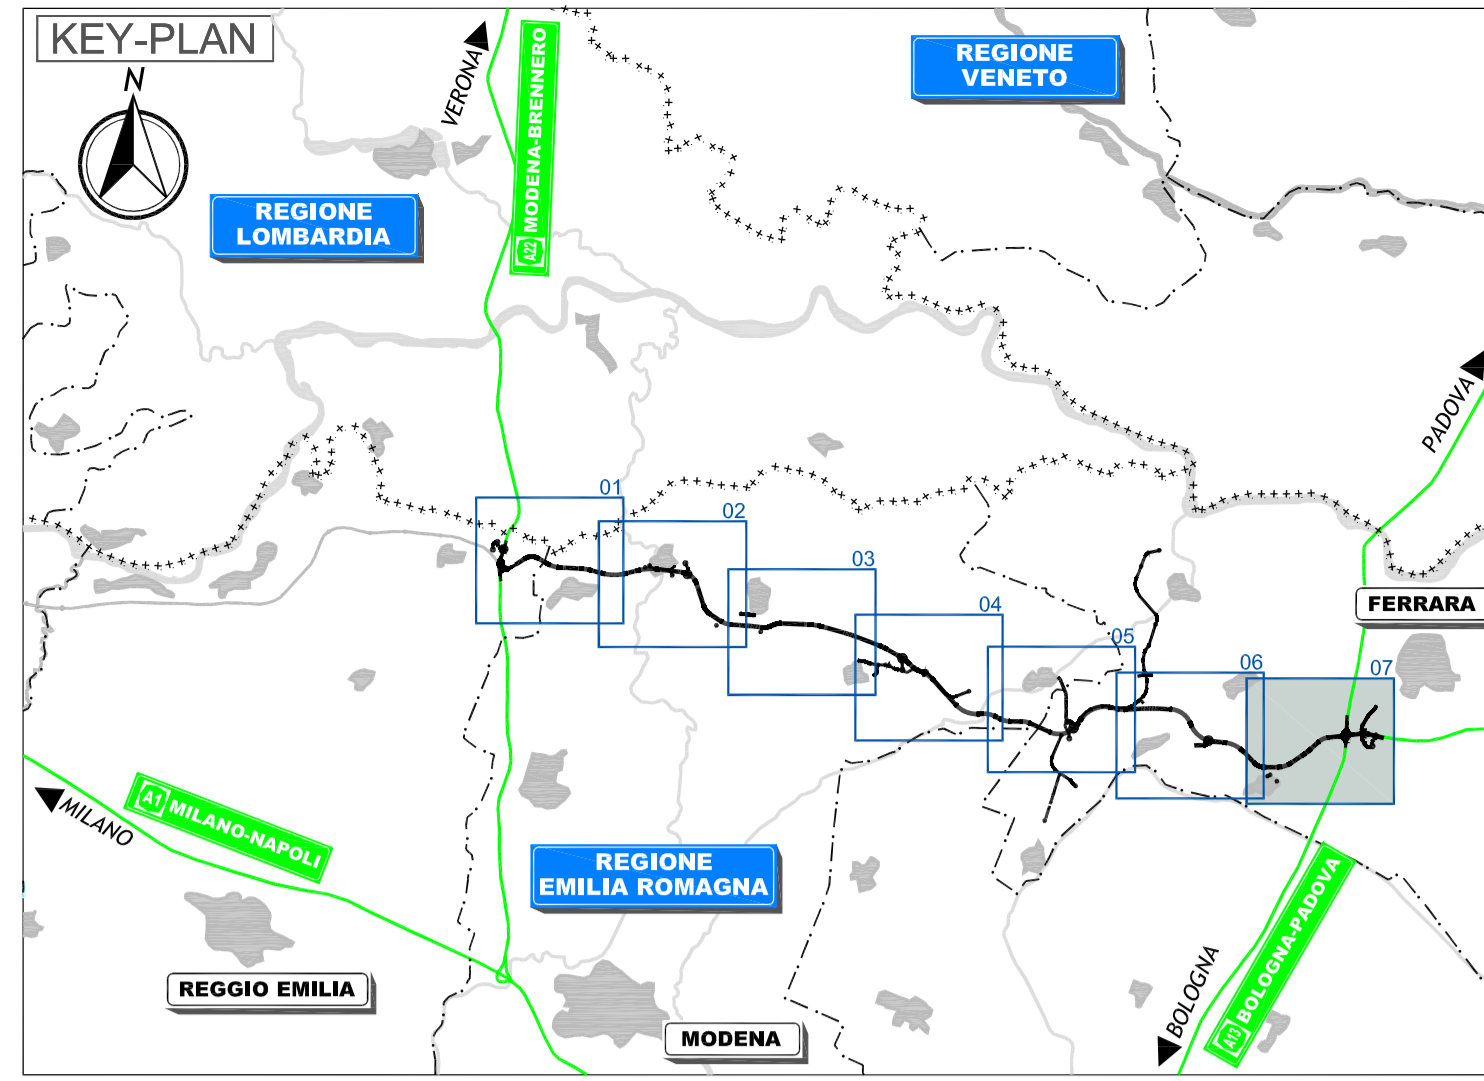 KEY-PLAN
N
VERONA
A22 MODENA-BRENNERO
REGIONE
VENETO
REGIONE
LOMBARDIA
PADOVA
01
02
03
04
05
06
07
FERRARA
MILANO
A1 MILANO-NAPOLI
REGIONE
EMILIA ROMAGNA
REGGIO EMILIA
MODENA
BOLOGNA
A13 BOLOGNA-PADOVA